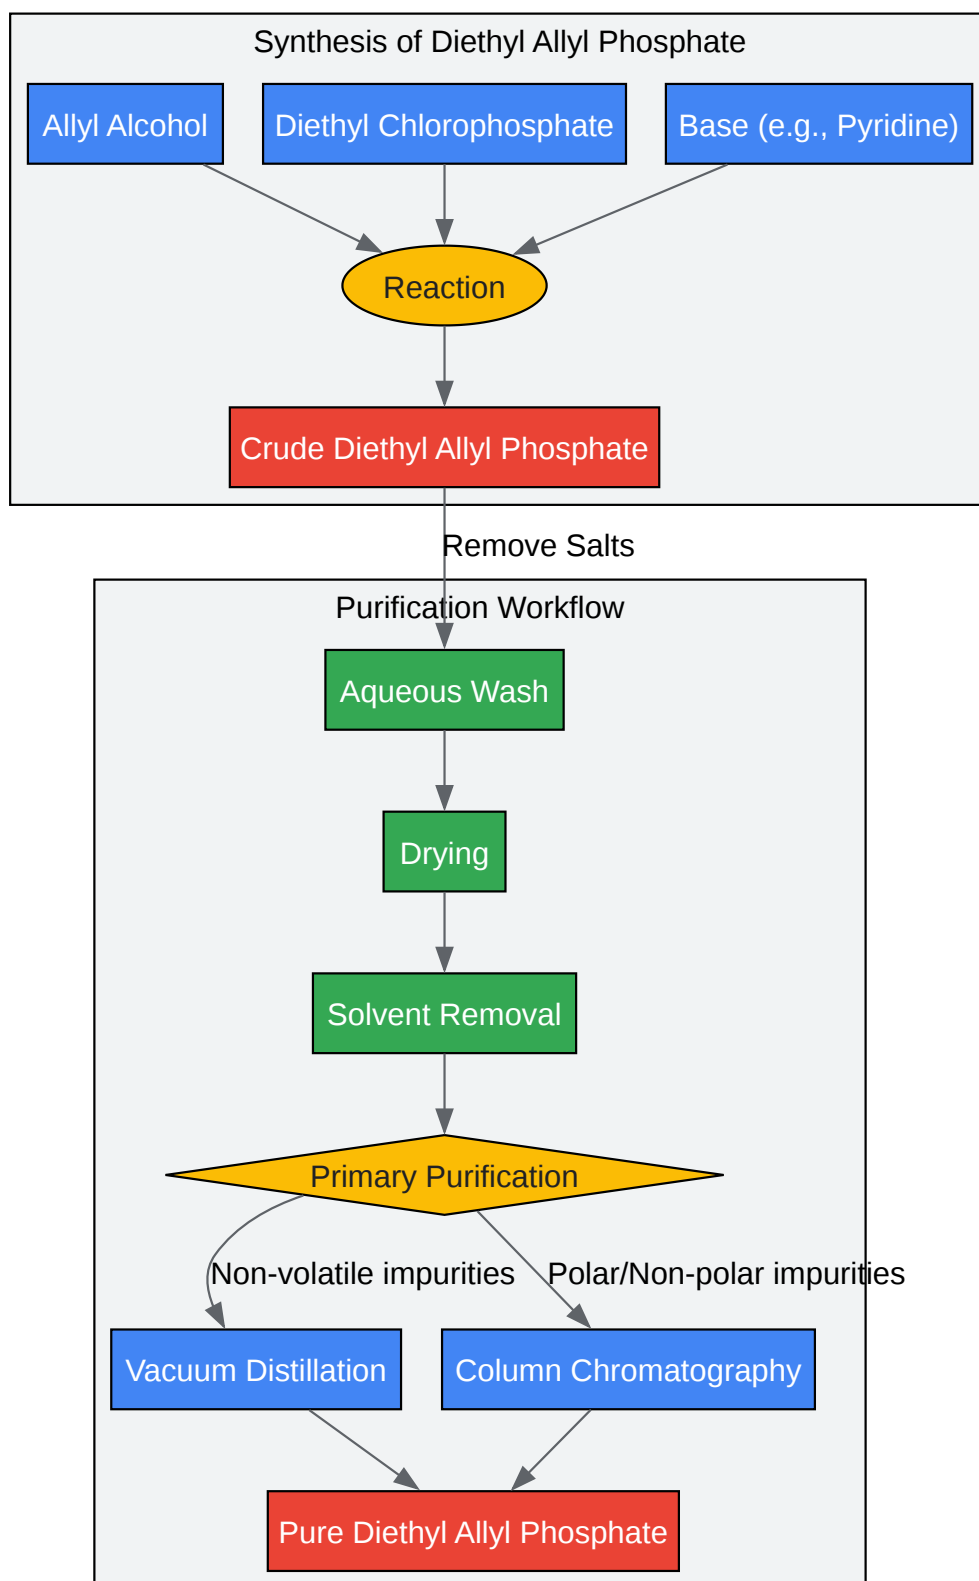 Synthesis of Diethyl Allyl Phosphate
Allyl Alcohol
Diethyl Chlorophosphate
Base (e.g., Pyridine)
Reaction
Crude Diethyl Allyl Phosphate
Remove Salts
Purification Workflow
Aqueous Wash
Drying
Solvent Removal
Primary Purification
Non-volatile impurities
Polar/Non-polar impurities
Vacuum Distillation
Column Chromatography
Pure Diethyl Allyl Phosphate